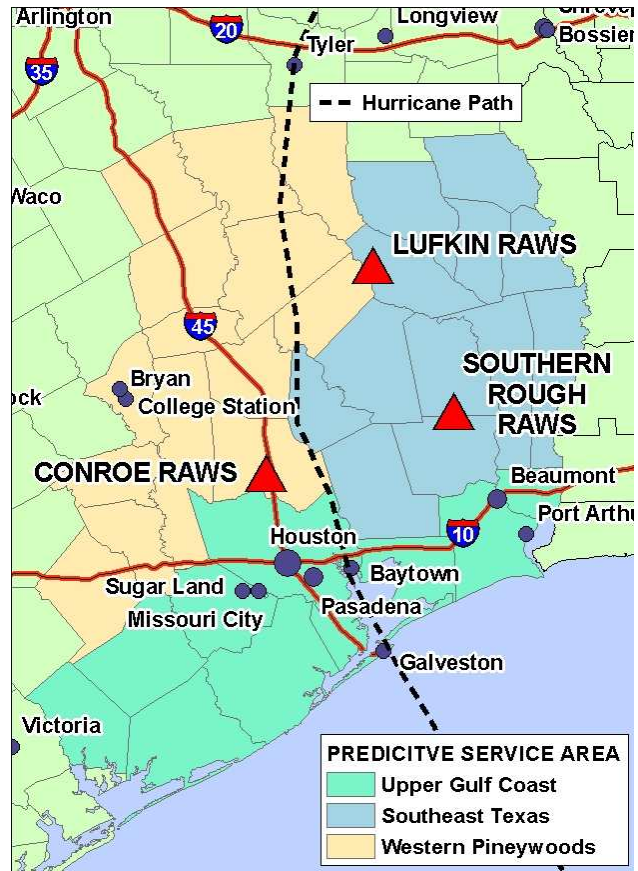 Arlington
20
Longview
Shreve
Bossier
Tyler
35
Hurricane Path
Waco
LUFKIN RAWS
45
SOUTHERN
ROUGH
RAWS
Bryan
ock
College Station
CONROE RAWS
Beaumont
Houston
10
Port Arthu
Sugar Land
Baytown
Missouri City
Pasadena
Galveston
Victoria
PREDICITVE SERVICE AREA
Upper Gulf Coast
Southeast Texas
Western Pineywoods